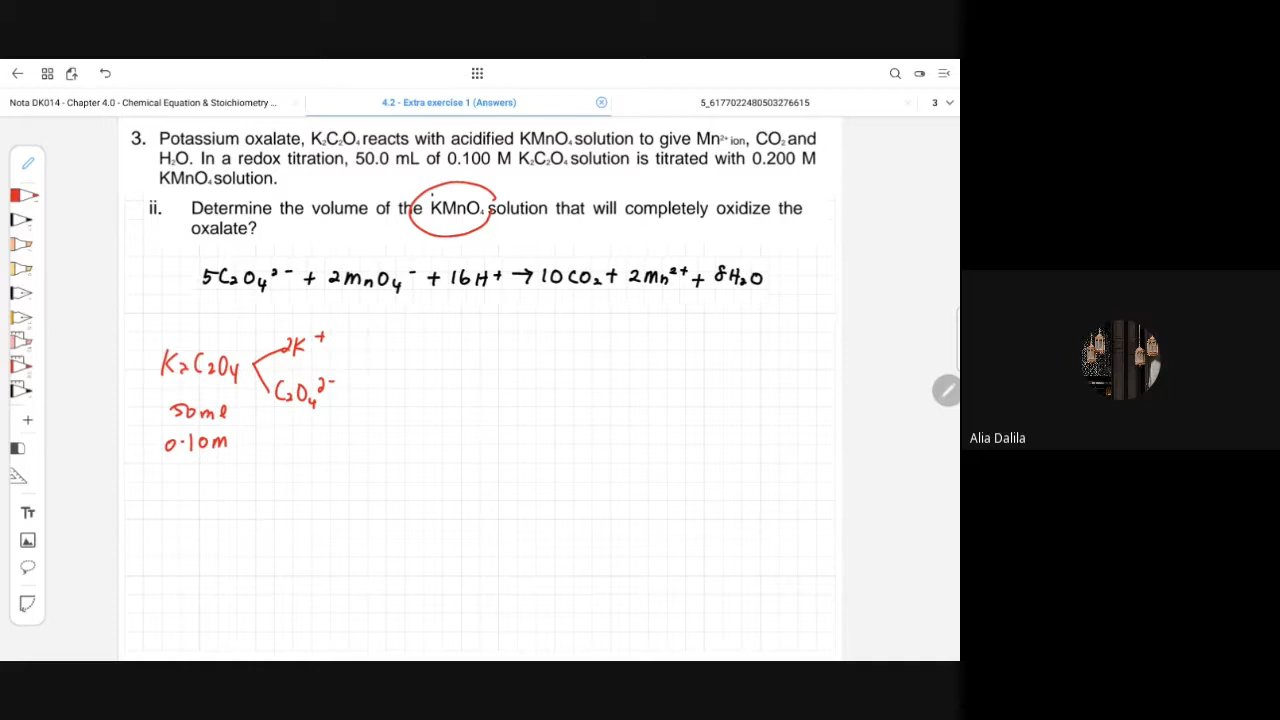 Nota DK014 - Chapter 4.0 - Chemical Equation & Stoichiometry ...
4.2 - Extra exercise 1 (Answers)
5_6177022480503276615
3
3. Potassium oxalate, K₂C₂O₄ reacts with acidified KMnO₄ solution to give Mn²⁺ ion, CO₂ and
H₂O. In a redox titration, 50.0 mL of 0.100 M K₂C₂O₄ solution is titrated with 0.200 M
KMnO₄ solution.
ii. Determine the volume of the KMnO₄ solution that will completely oxidize the
oxalate?
5C₂O₄²⁻ + 2MnO₄⁻ + 16H⁺ → 10CO₂ + 2Mn²⁺ + 8H₂O
2K⁺
K₂C₂O₄
C₂O₄²⁻
50ml
0.10M
Tт
Alia Dalila